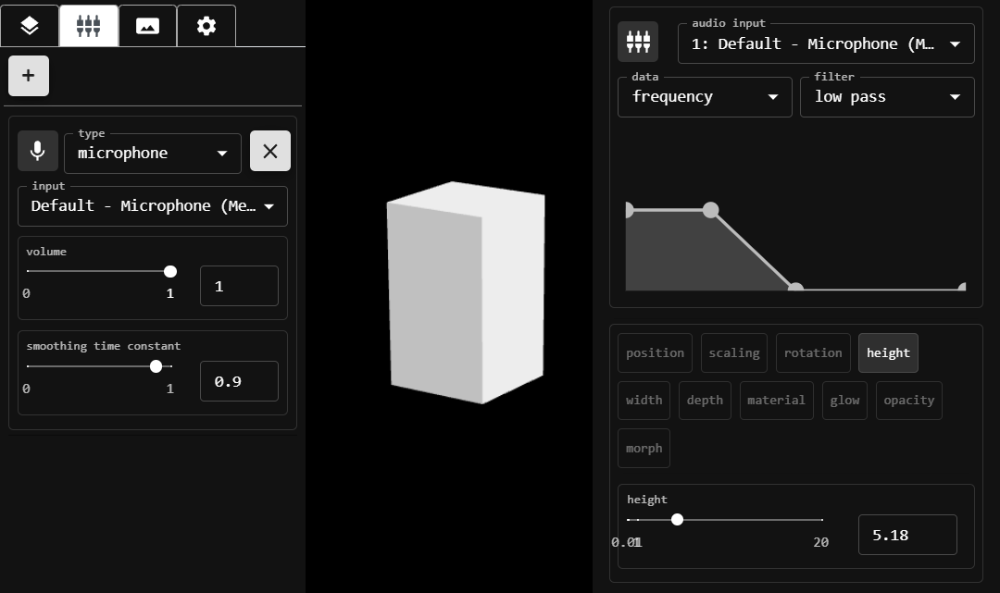 +
type
microphone
input
Default - Microphone (Me…
volume
0
1
1
smoothing time constant
0
1
0.9
audio input
1: Default - Microphone (M…
data
frequency
filter
low pass
position
scaling
rotation
height
width
depth
material
glow
opacity
morph
height
0.01
1
20
5.18